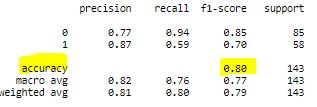 precision recall f1-score support
0 0.77 0.94 0.85 85
1 0.87 0.59 0.70 58
accuracy 0.80 143
macro avg 0.82 0.76 0.77 143
weighted avg 0.81 0.80 0.79 143